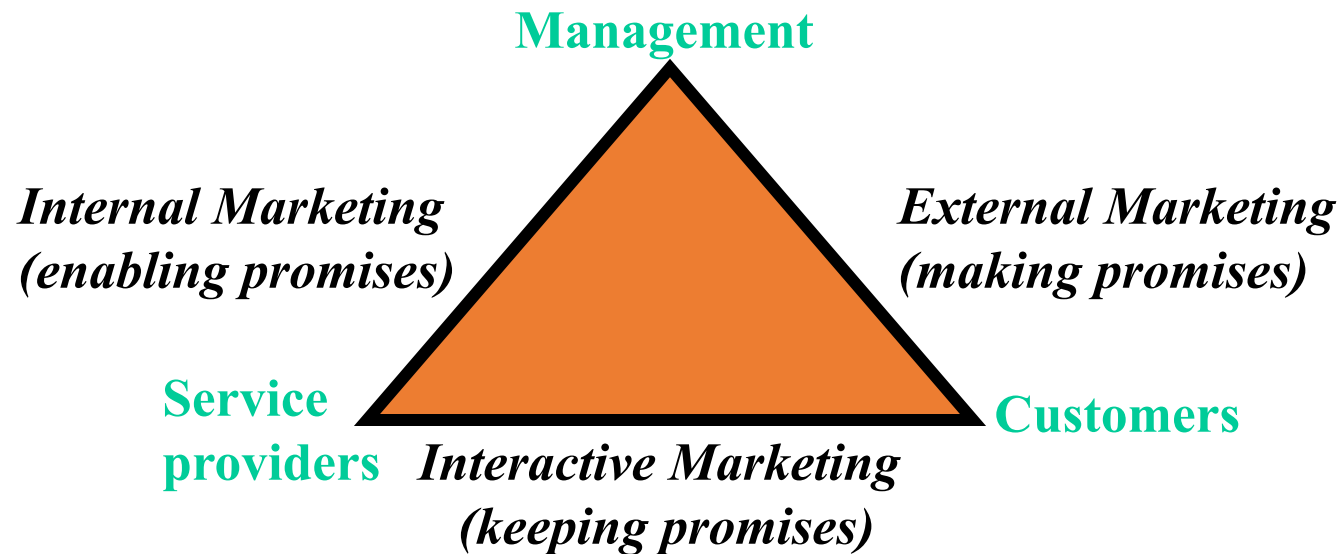 Management
Internal Marketing
(enabling promises)
External Marketing
(making promises)
Service
providers
Customers
Interactive Marketing
(keeping promises)